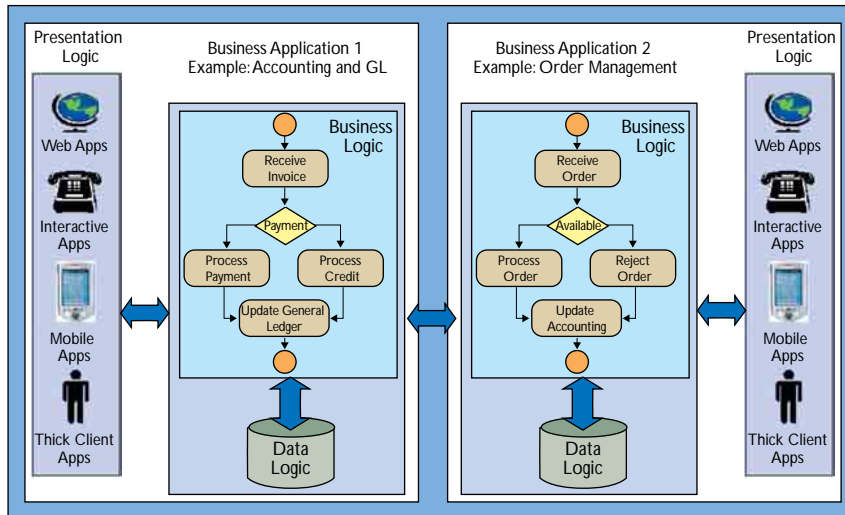 Presentation
Logic
Web Apps
Interactive
Apps
Mobile
Apps
Thick Client
Apps
Business Application 1
Example: Accounting and GL
Business
Logic
Receive
Invoice
Payment
Process
Payment
Process
Credit
Update General
Ledger
Data
Logic
Business Application 2
Example: Order Management
Business
Logic
Receive
Order
Available
Process
Order
Reject
Order
Update
Accounting
Data
Logic
Presentation
Logic
Web Apps
Interactive
Apps
Mobile
Apps
Thick Client
Apps